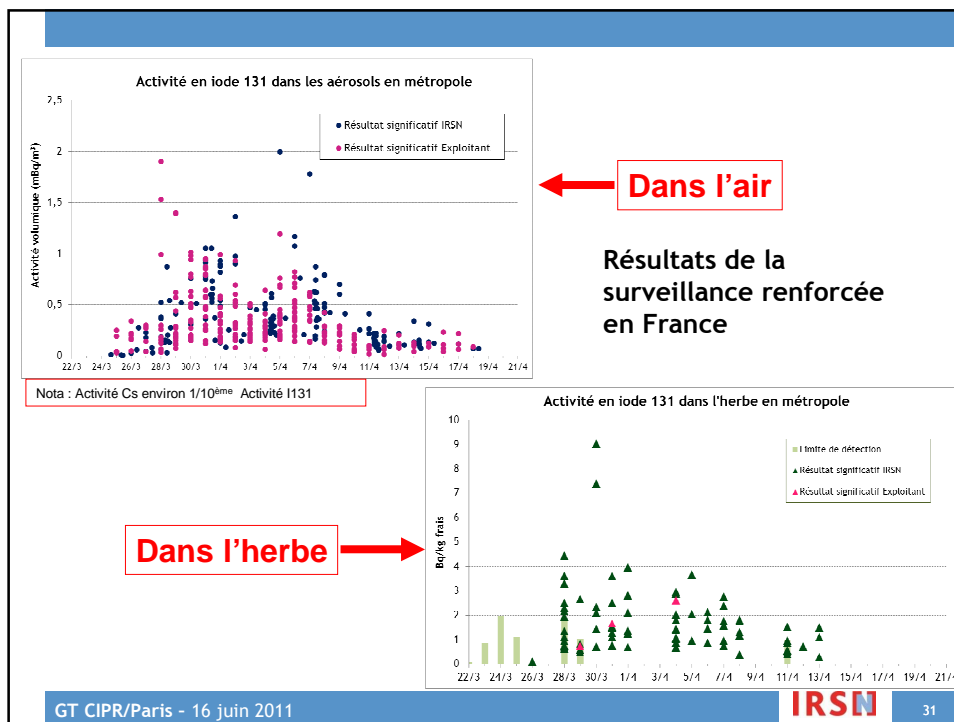 Activité en iode 131 dans les aérosols en métropole
Activité volumique (mBq/m³)
2,5
2
1,5
1
0,5
0
22/3 24/3 26/3 28/3 30/3 1/4 3/4 5/4 7/4 9/4 11/4 13/4 15/4 17/4 19/4 21/4
Résultat significatif IRSN
Résultat significatif Exploitant
Dans l'air
Résultats de la
surveillance renforcée
en France
Nota : Activité Cs environ 1/10ème Activité I131
Activité en iode 131 dans l'herbe en métropole
Bq/kg frais
10
9
8
7
6
5
4
3
2
1
0
22/3 24/3 26/3 28/3 30/3 1/4 3/4 5/4 7/4 9/4 11/4 13/4 15/4 17/4 19/4 21/4
Limite de détection
Résultat significatif IRSN
Résultat significatif Exploitant
Dans l'herbe
GT CIPR/Paris - 16 juin 2011
IRSN
31